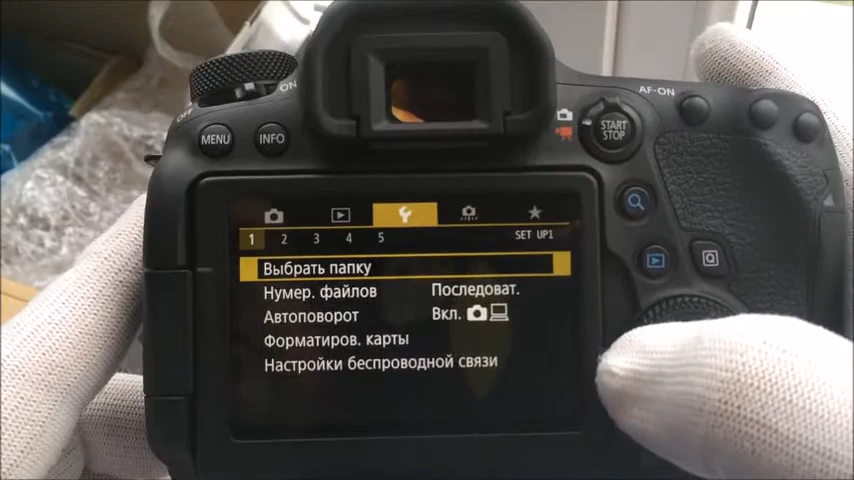 OFF ON
MENU
INFO
START
STOP
AF-ON
Q
1 2 3 4 5 SET UP1
Выбрать папку
Нумер. файлов Последоват.
Автоповорот Вкл.
Форматиров. карты
Настройки беспроводной связи